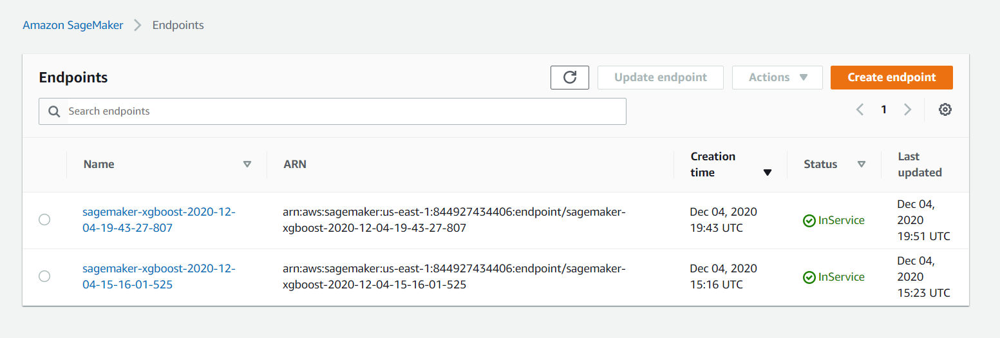 Amazon SageMaker > Endpoints
Endpoints
Update endpoint
Actions
Create endpoint
Search endpoints
1
Name
ARN
Creation
time
Status
Last
updated
sagemaker-xgboost-2020-12-
04-19-43-27-807
arn:aws:sagemaker:us-east-1:844927434406:endpoint/sagemaker-
xgboost-2020-12-04-19-43-27-807
Dec 04, 2020
19:43 UTC
InService
Dec 04,
2020
19:51 UTC
sagemaker-xgboost-2020-12-
04-15-16-01-525
arn:aws:sagemaker:us-east-1:844927434406:endpoint/sagemaker-
xgboost-2020-12-04-15-16-01-525
Dec 04, 2020
15:16 UTC
InService
Dec 04,
2020
15:23 UTC